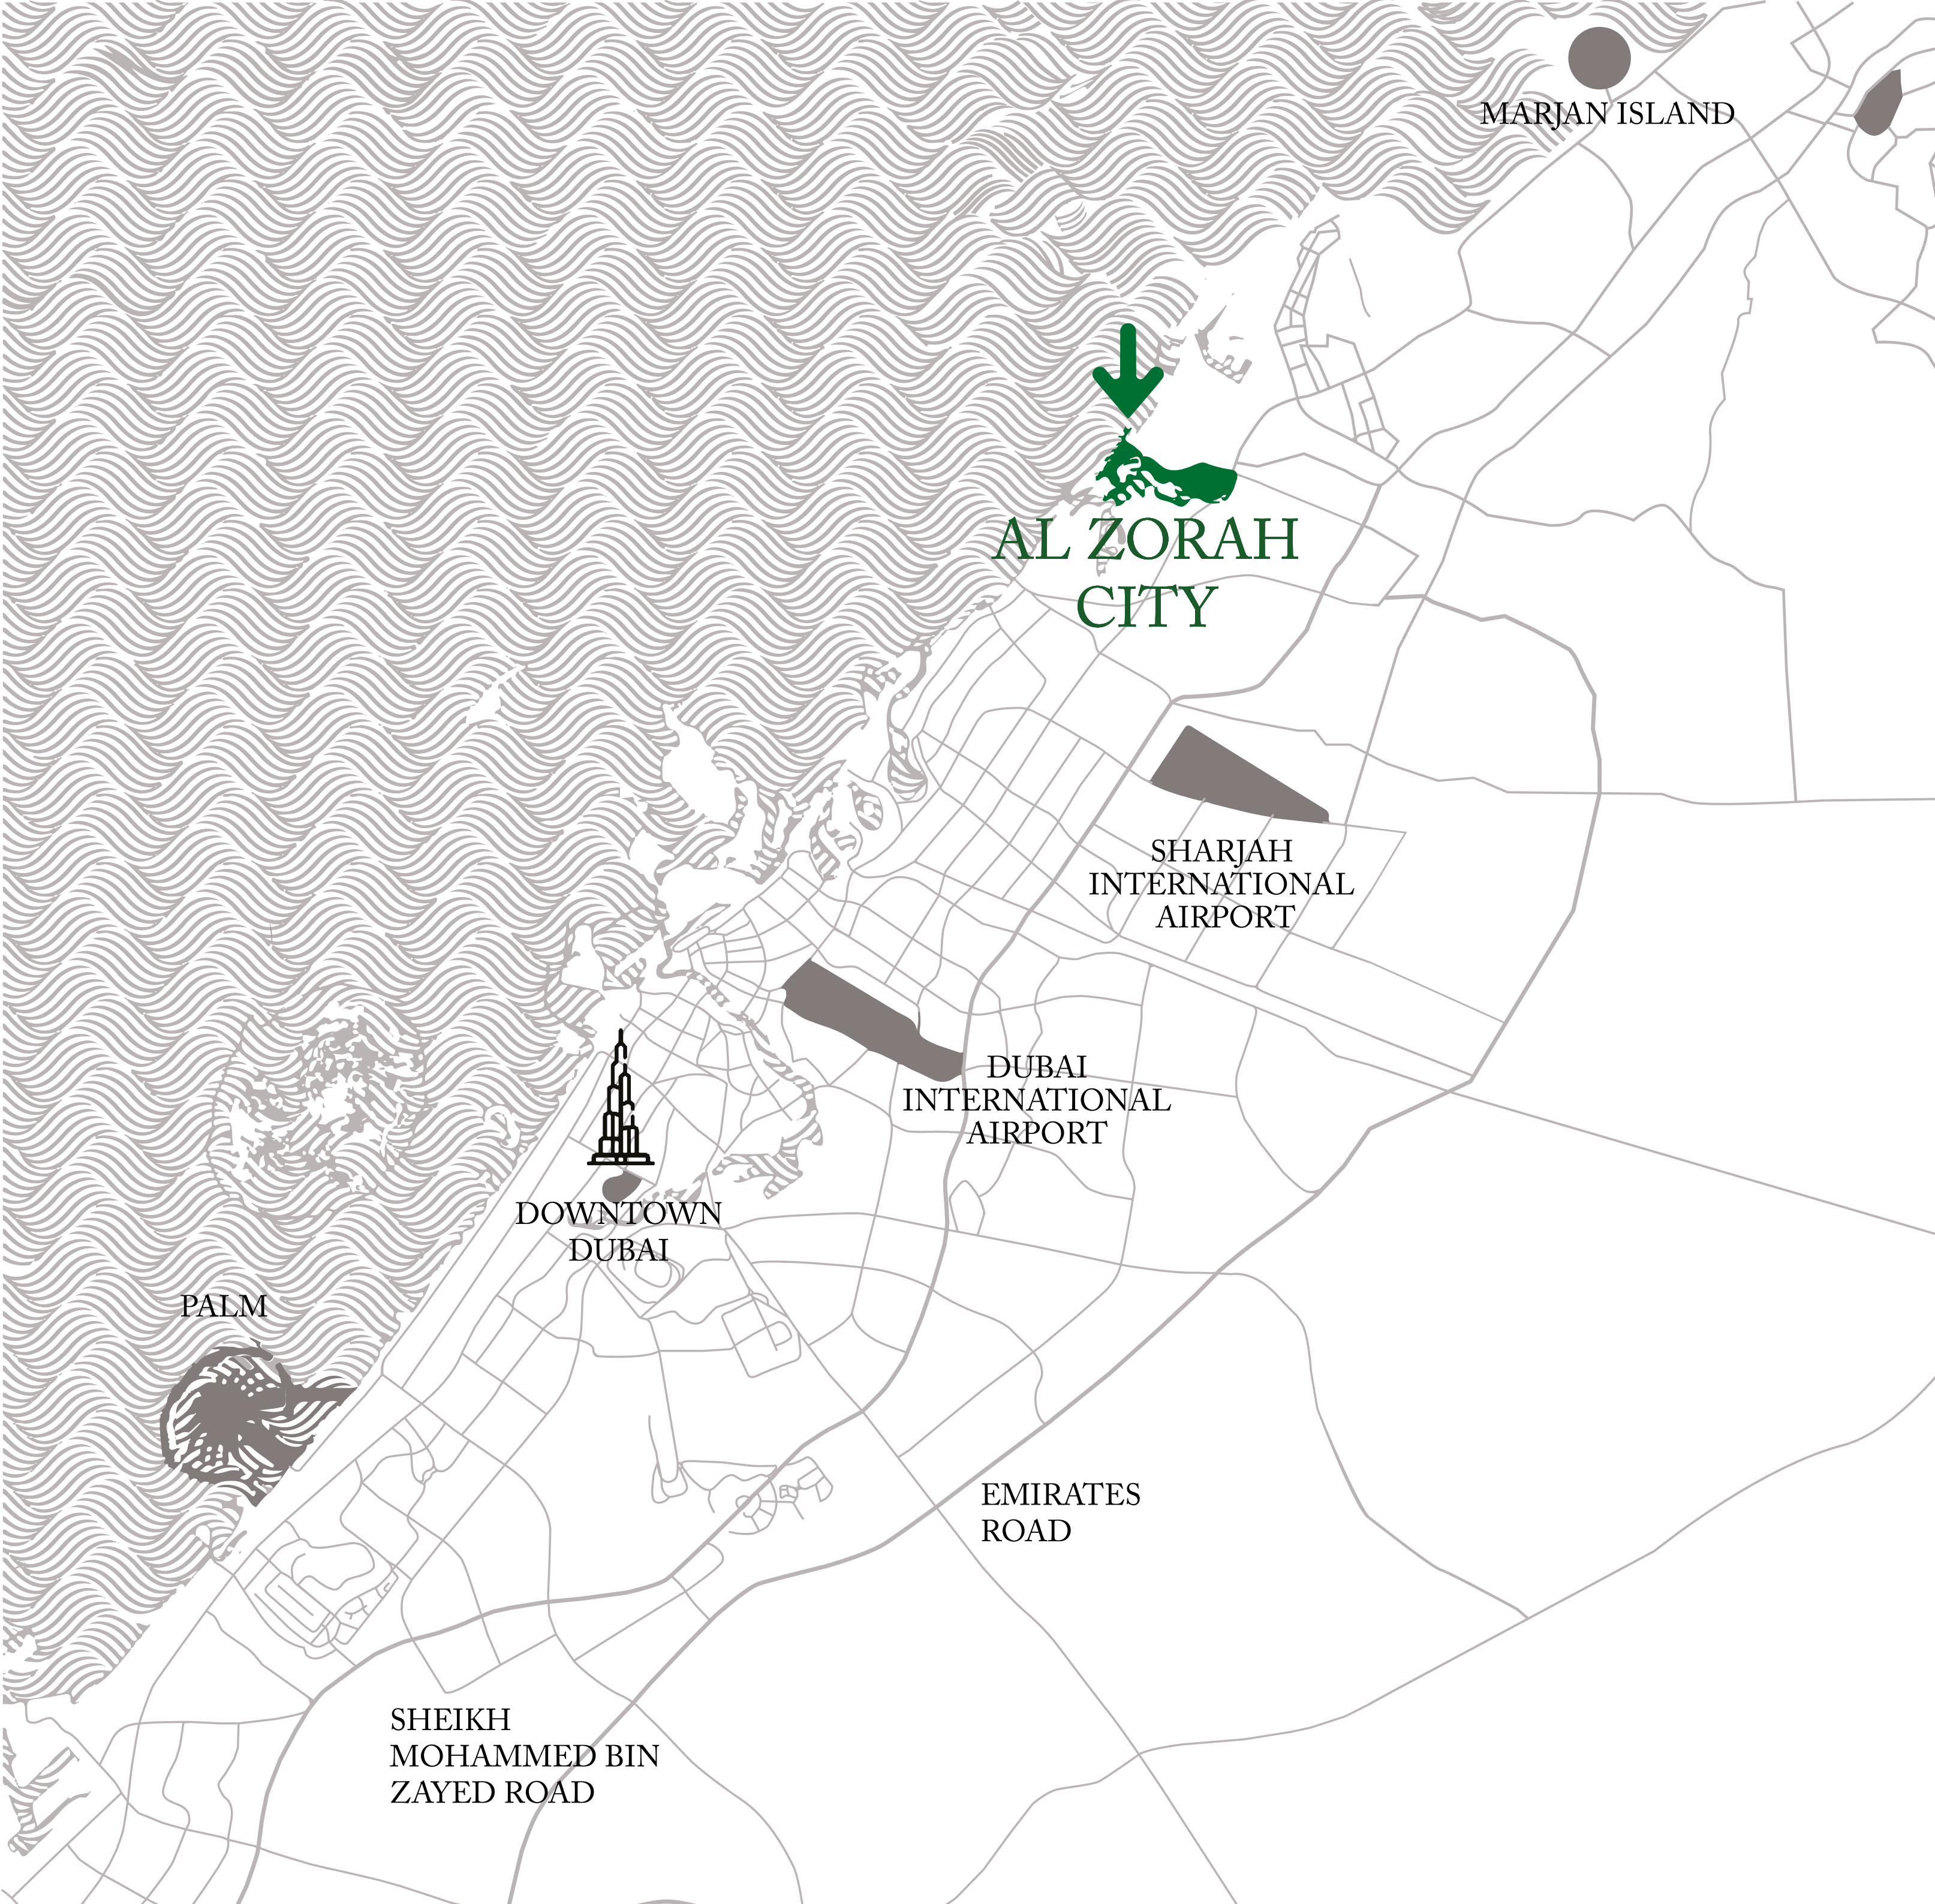 MARJAN ISLAND
AL ZORAH
CITY
SHARJAH
INTERNATIONAL
AIRPORT
DUBAI
INTERNATIONAL
AIRPORT
DOWNTOWN
DUBAI
PALM
EMIRATES
ROAD
SHEIKH
MOHAMMED BIN
ZAYED ROAD